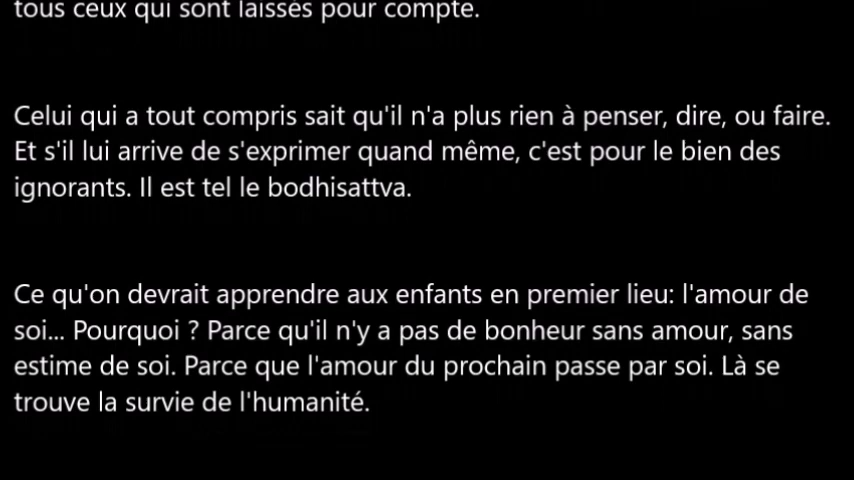 tous ceux qui sont laissés pour compte.
Celui qui a tout compris sait qu'il n'a plus rien à penser, dire, ou faire.
Et s'il lui arrive de s'exprimer quand même, c'est pour le bien des
ignorants. Il est tel le bodhisattva.
Ce qu'on devrait apprendre aux enfants en premier lieu: l'amour de
soi... Pourquoi ? Parce qu'il n'y a pas de bonheur sans amour, sans
estime de soi. Parce que l'amour du prochain passe par soi. Là se
trouve la survie de l'humanité.